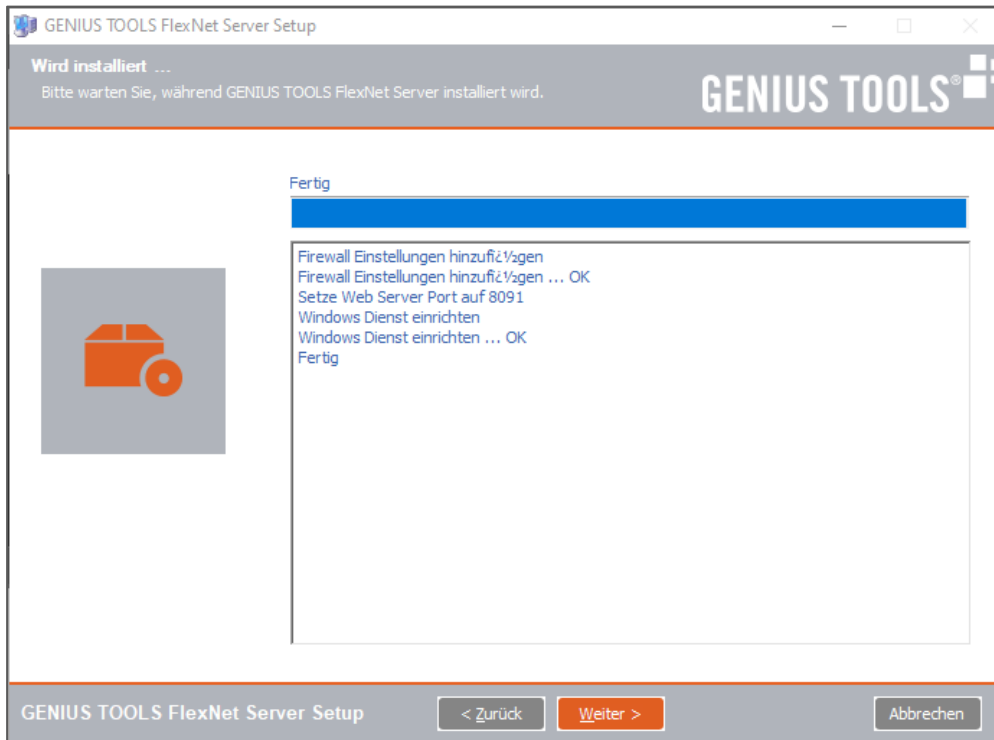 GENIUS TOOLS FlexNet Server Setup
Wird installiert ...
Bitte warten Sie, während GENIUS TOOLS FlexNet Server installiert wird.
GENIUS TOOLS®
Fertig
Firewall Einstellungen hinzufï¿½gen
Firewall Einstellungen hinzufï¿½gen ... OK
Setze Web Server Port auf 8091
Windows Dienst einrichten
Windows Dienst einrichten ... OK
Fertig
GENIUS TOOLS FlexNet Server Setup
< Zurück
Weiter >
Abbrechen